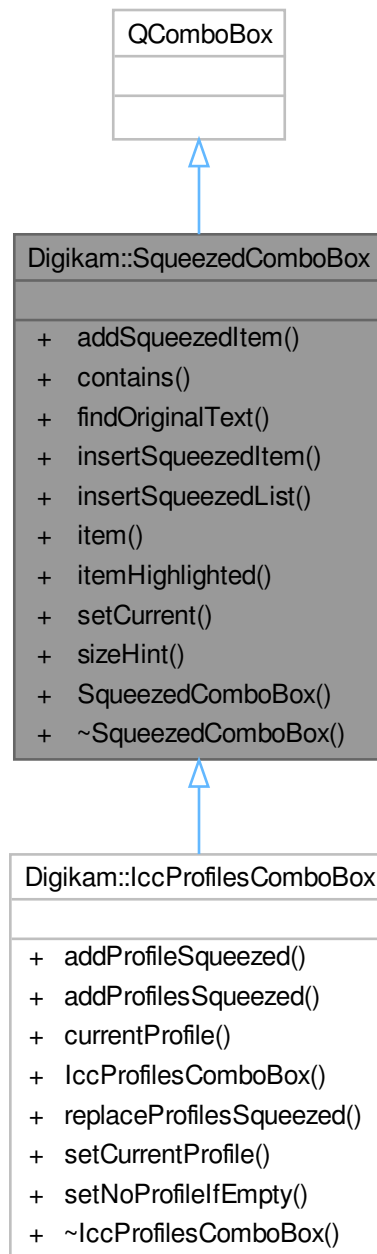 QComboBox
Digikam::SqueezedComboBox
+ addSqueezedItem()
+ contains()
+ findOriginalText()
+ insertSqueezedItem()
+ insertSqueezedList()
+ item()
+ itemHighlighted()
+ setCurrent()
+ sizeHint()
+ SqueezedComboBox()
+ ~SqueezedComboBox()
Digikam::IccProfilesComboBox
+ addProfileSqueezed()
+ addProfilesSqueezed()
+ currentProfile()
+ IccProfilesComboBox()
+ replaceProfilesSqueezed()
+ setCurrentProfile()
+ setNoProfileIfEmpty()
+ ~IccProfilesComboBox()